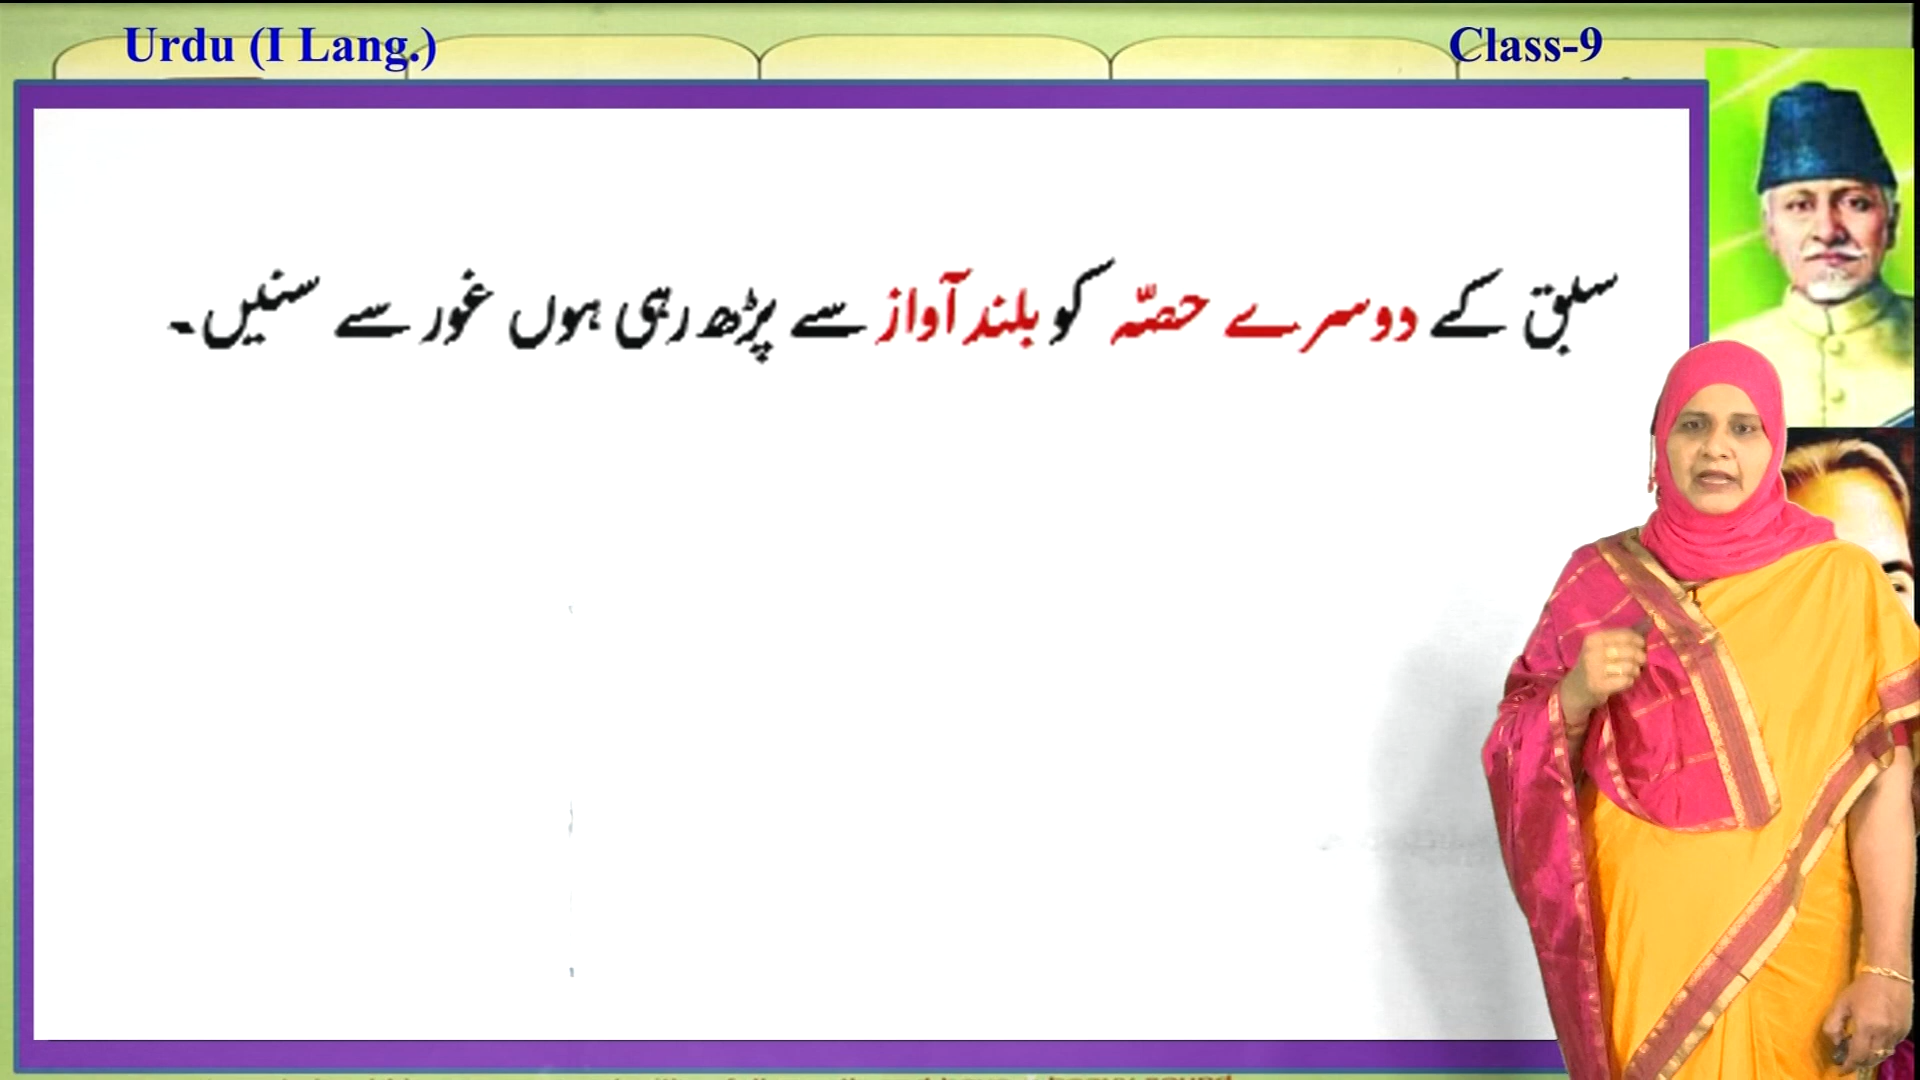 Urdu (I Lang.) Class-9
سبق کے دوسرے حصّہ کو بلند آواز سے پڑھ رہی ہوں غور سے سنیں۔